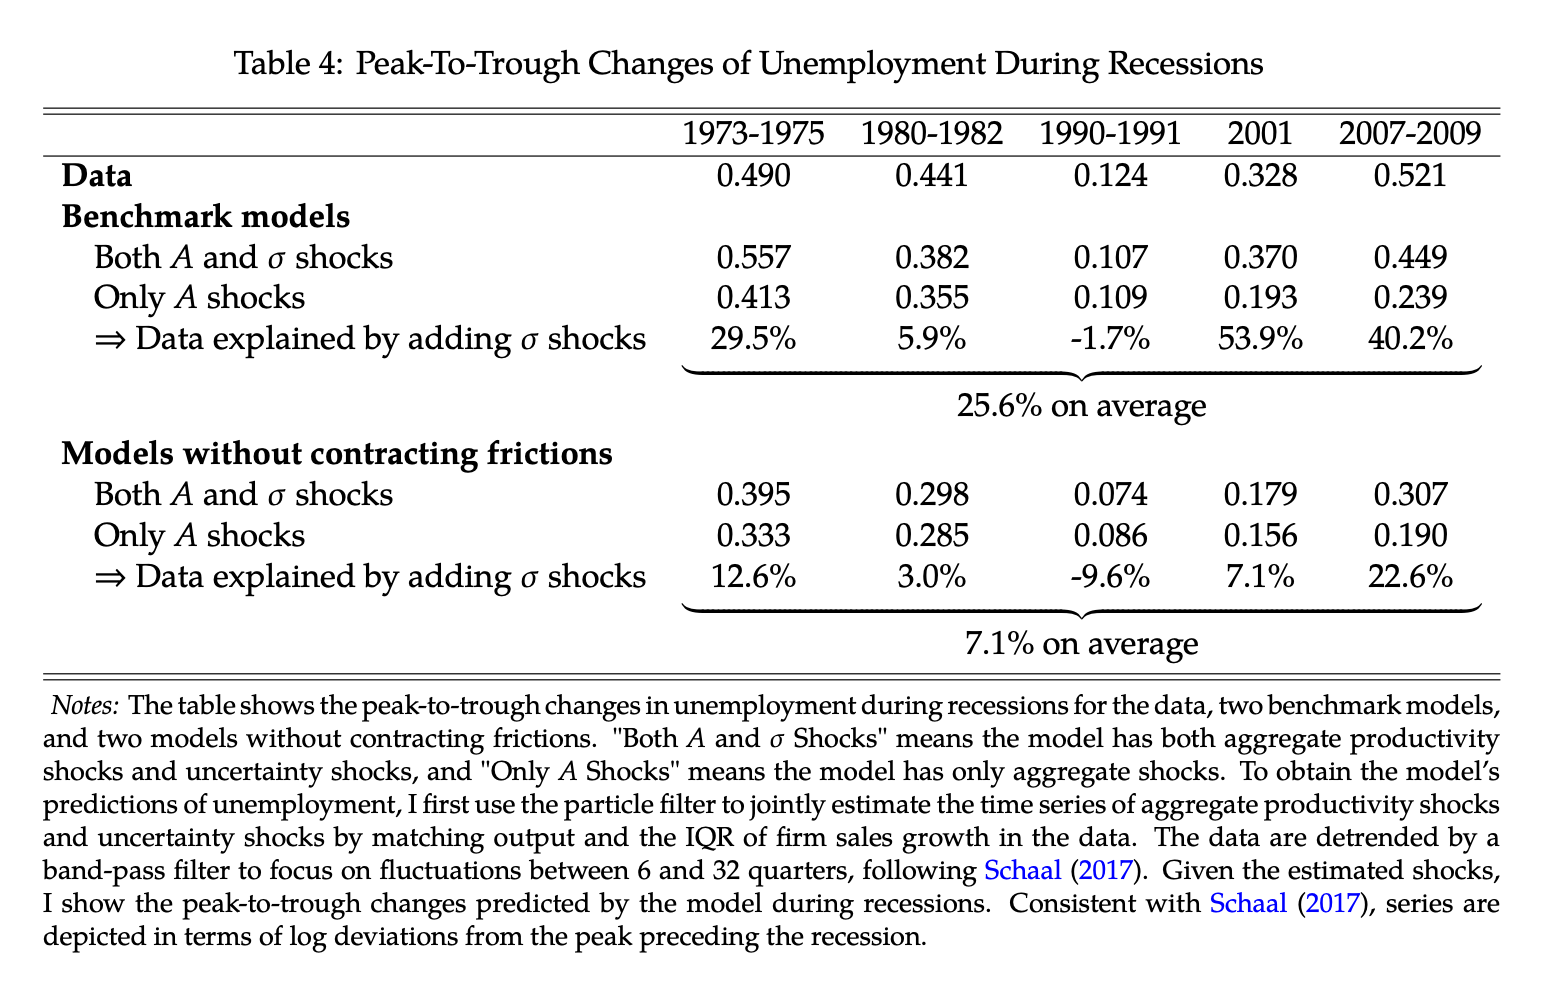 Table 4: Peak-To-Trough Changes of Unemployment During Recessions
1973-1975 1980-1982 1990-1991 2001 2007-2009
Data 0.490 0.441 0.124 0.328 0.521
Benchmark models
Both A and σ shocks 0.557 0.382 0.107 0.370 0.449
Only A shocks 0.413 0.355 0.109 0.193 0.239
⇒ Data explained by adding σ shocks 29.5% 5.9% -1.7% 53.9% 40.2%
25.6% on average
Models without contracting frictions
Both A and σ shocks 0.395 0.298 0.074 0.179 0.307
Only A shocks 0.333 0.285 0.086 0.156 0.190
⇒ Data explained by adding σ shocks 12.6% 3.0% -9.6% 7.1% 22.6%
7.1% on average
Notes: The table shows the peak-to-trough changes in unemployment during recessions for the data, two benchmark models,
and two models without contracting frictions. "Both A and σ Shocks" means the model has both aggregate productivity
shocks and uncertainty shocks, and "Only A Shocks" means the model has only aggregate shocks. To obtain the model's
predictions of unemployment, I first use the particle filter to jointly estimate the time series of aggregate productivity shocks
and uncertainty shocks by matching output and the IQR of firm sales growth in the data. The data are detrended by a
band-pass filter to focus on fluctuations between 6 and 32 quarters, following Schaal (2017). Given the estimated shocks,
I show the peak-to-trough changes predicted by the model during recessions. Consistent with Schaal (2017), series are
depicted in terms of log deviations from the peak preceding the recession.